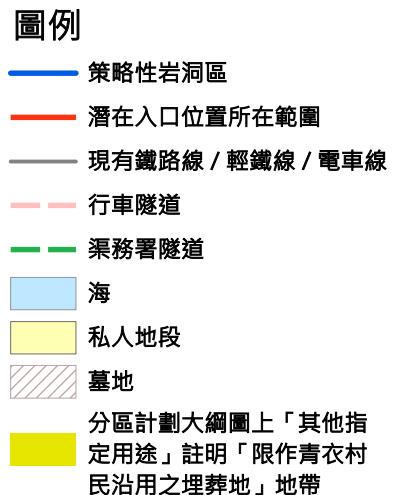 圖例
策略性岩洞區
潛在入口位置所在範圍
現有鐵路線 / 輕鐵線 / 電車線
行車隧道
渠務署隧道
海
私人地段
墓地
分區計劃大綱圖上「其他指
定用途」註明「限作青衣村
民沿用之埋葬地」地帶